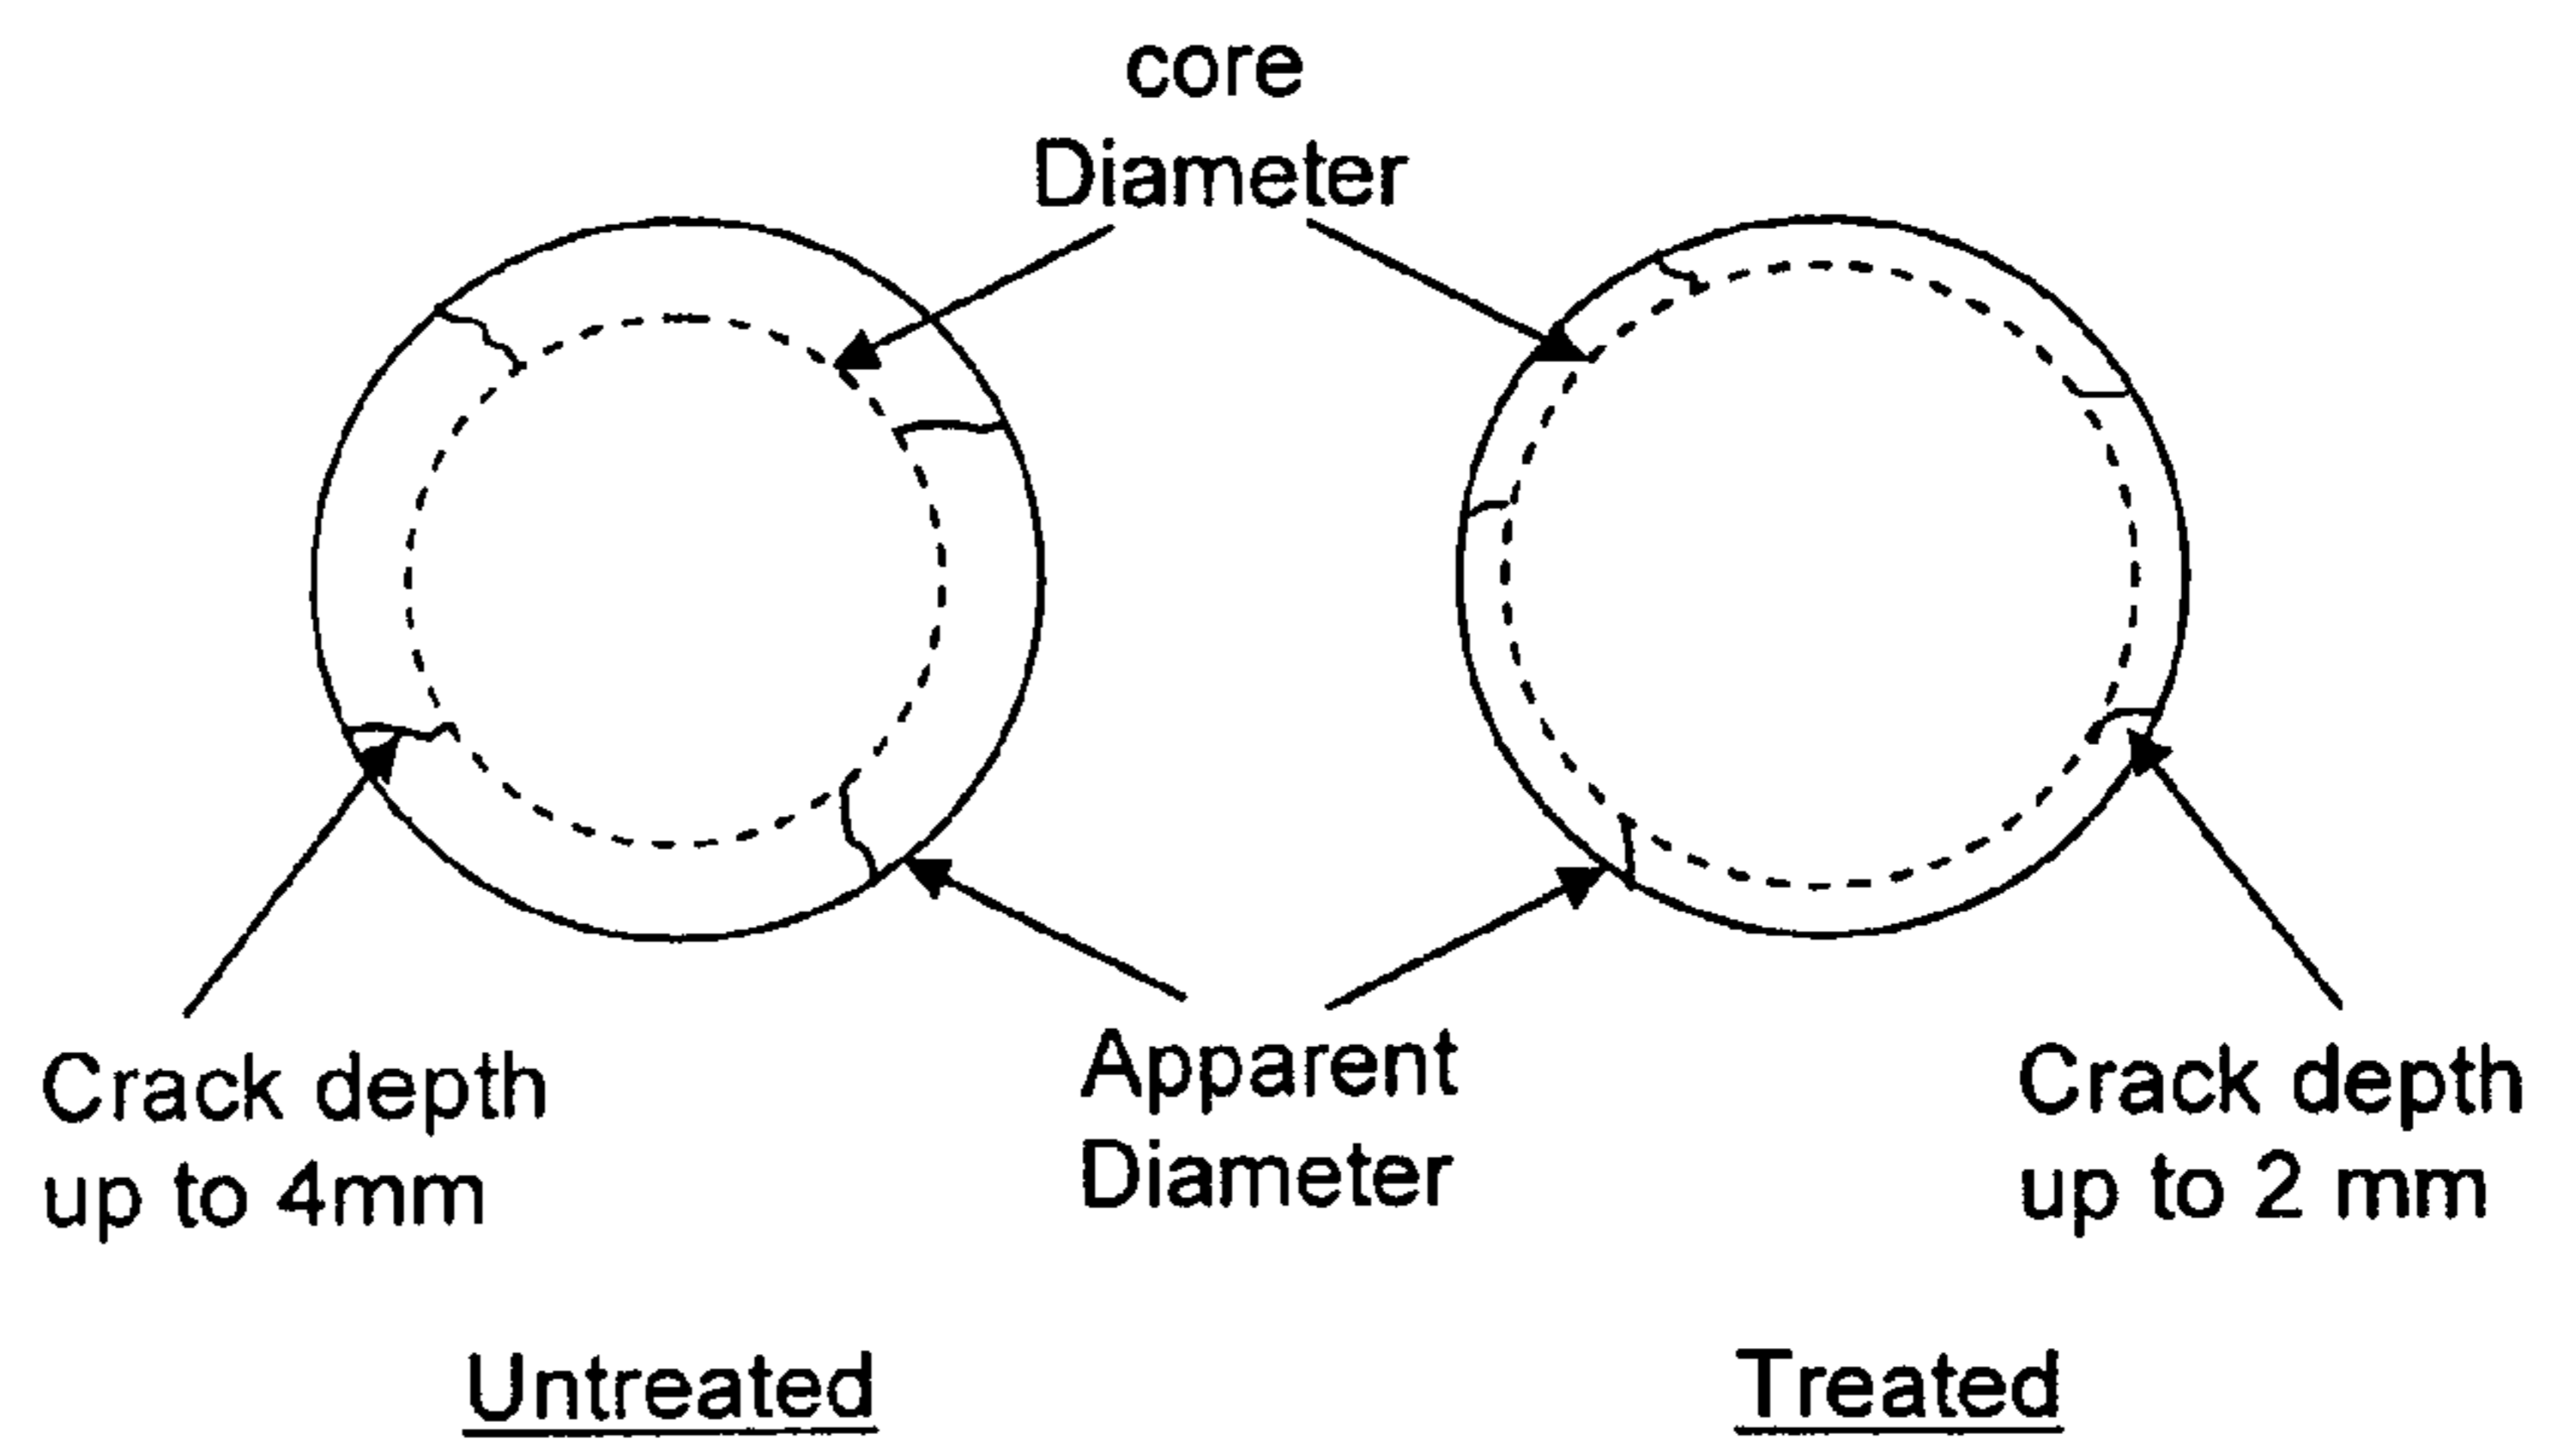 core
Diameter
Crack depth
up to 4mm
Apparent
Diameter
Crack depth
up to 2 mm
Untreated
Treated